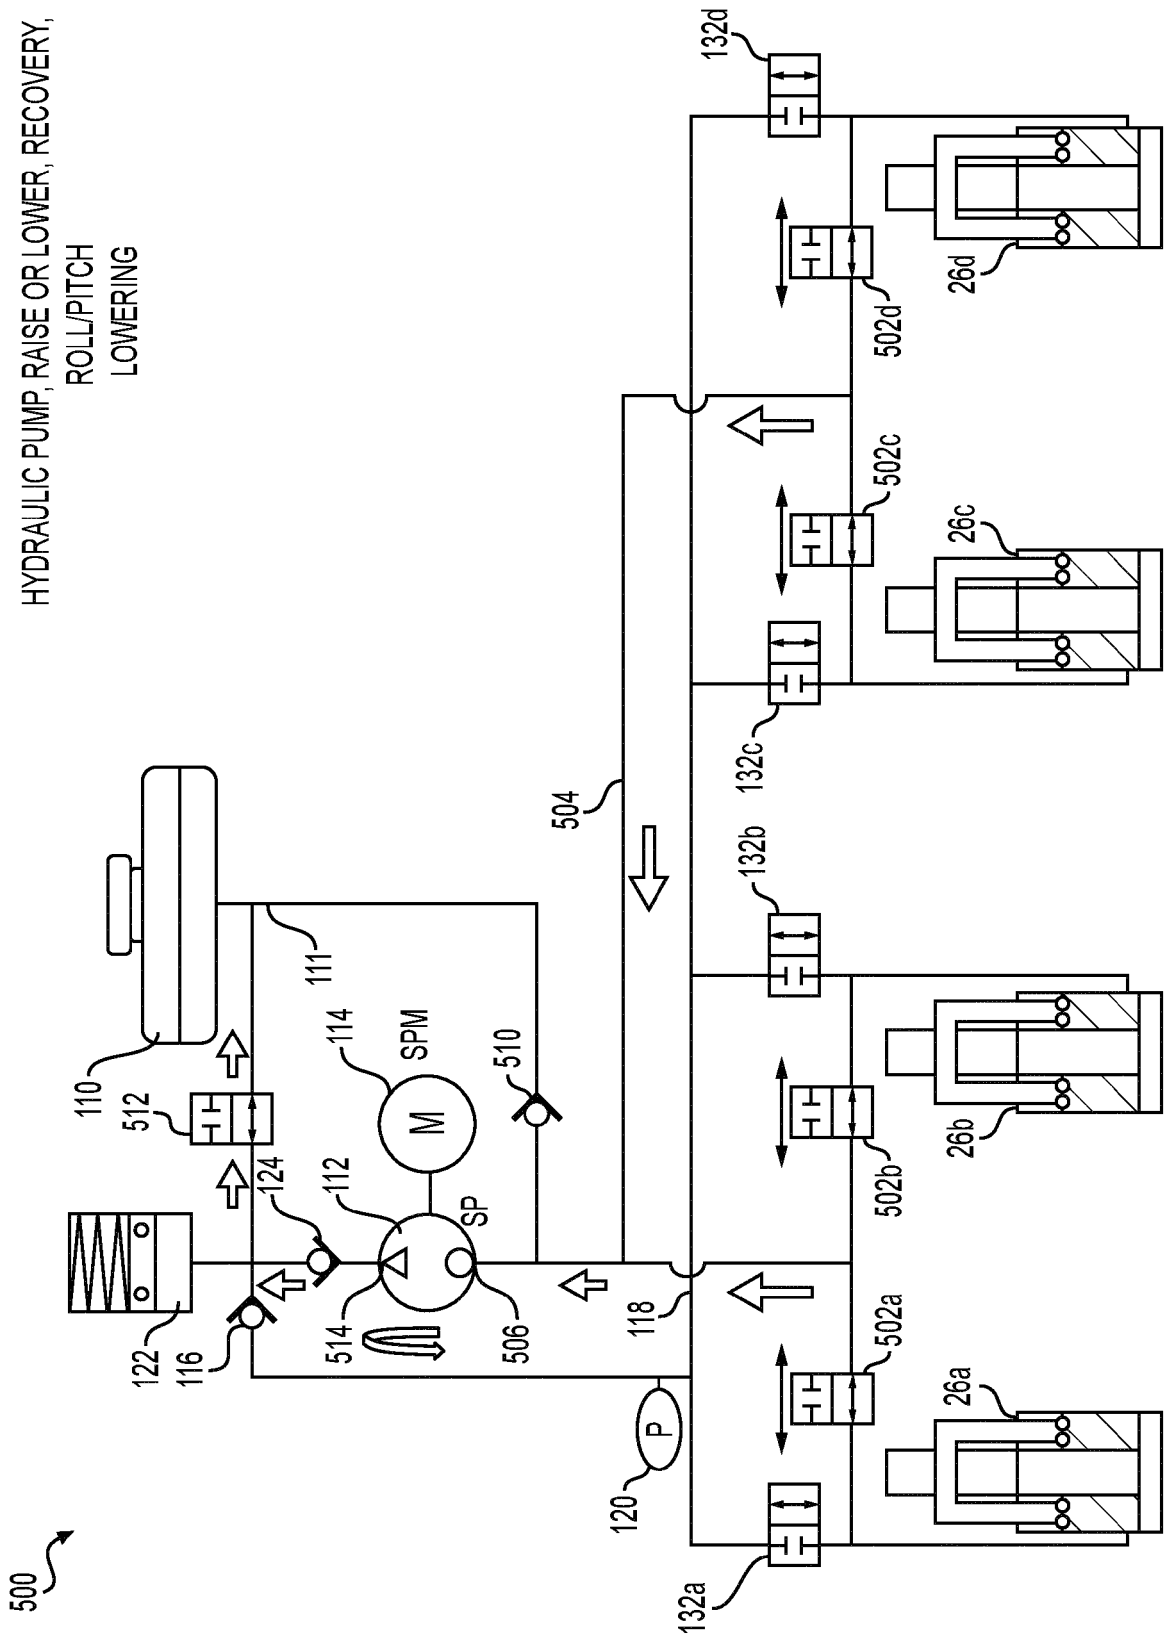 HYDRAULIC PUMP, RAISE OR LOWER, RECOVERY,
ROLL/PITCH
LOWERING
500
122
116
124
512
110
111
514
112
SP
506
M
114
SPM
510
120
P
118
504
132a
132b
132c
132d
502a
502b
502c
502d
26a
26b
26c
26d